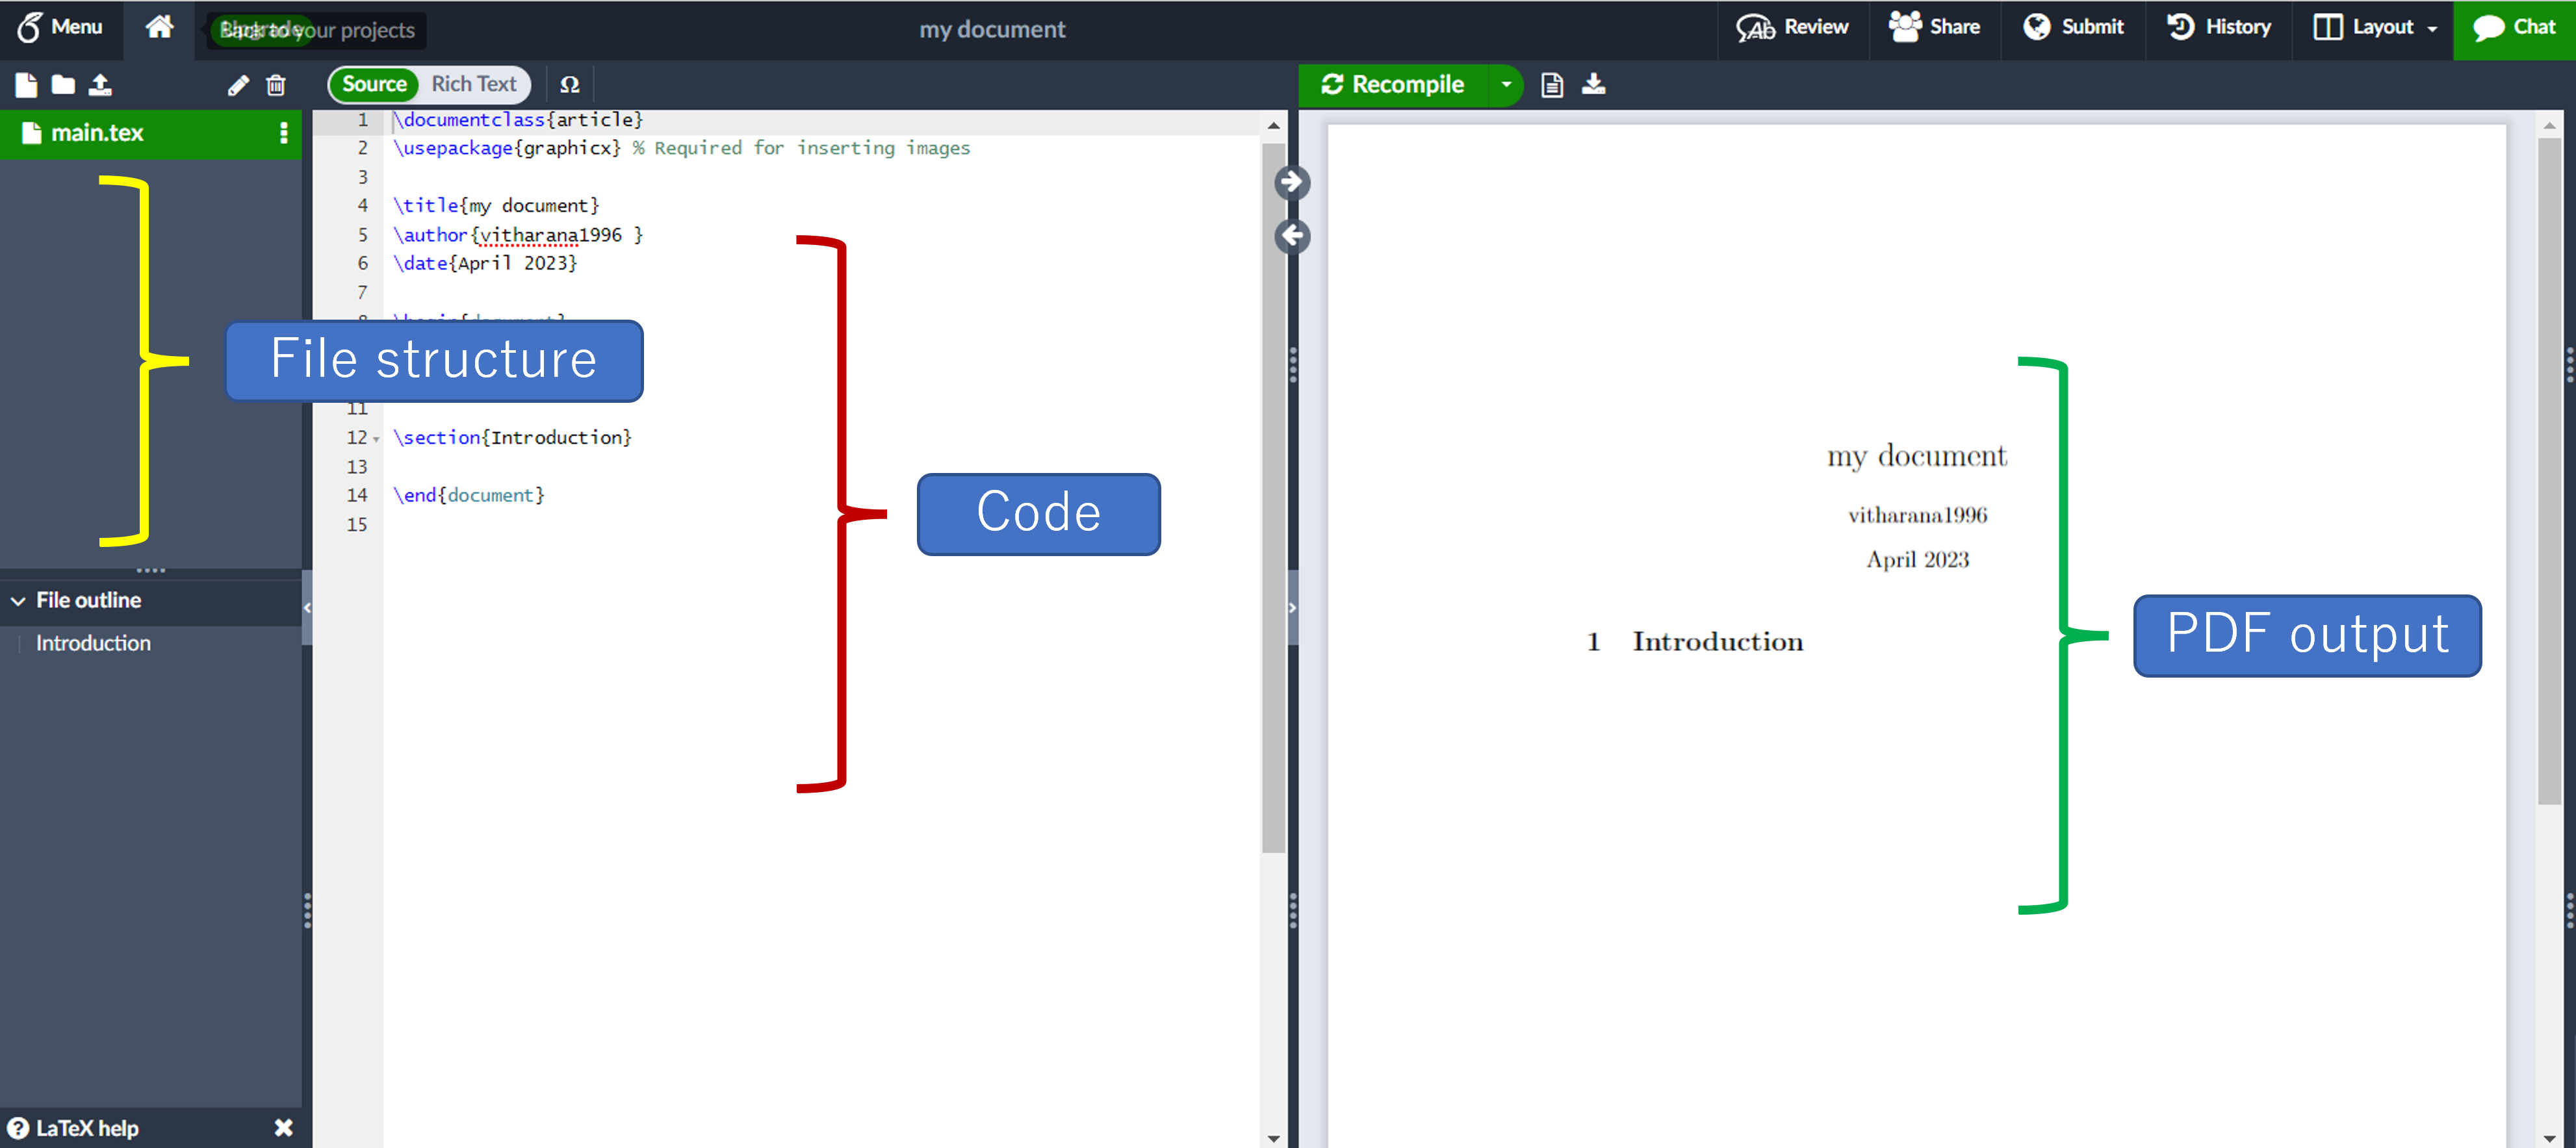 Menu
Back to your projects
Upgrade
my document
Review
Share
Submit
History
Layout
Chat
Source
Rich Text
Ω
Recompile
main.tex
File structure
File outline
Introduction
LaTeX help
1 \documentclass{article}
2 \usepackage{graphicx} % Required for inserting images
3
4 \title{my document}
5 \author{vitharana1996 }
6 \date{April 2023}
7
8 \begin{document}
11
12 \section{Introduction}
13
14 \end{document}
15
Code
my document
vitharana1996
April 2023
1 Introduction
PDF output